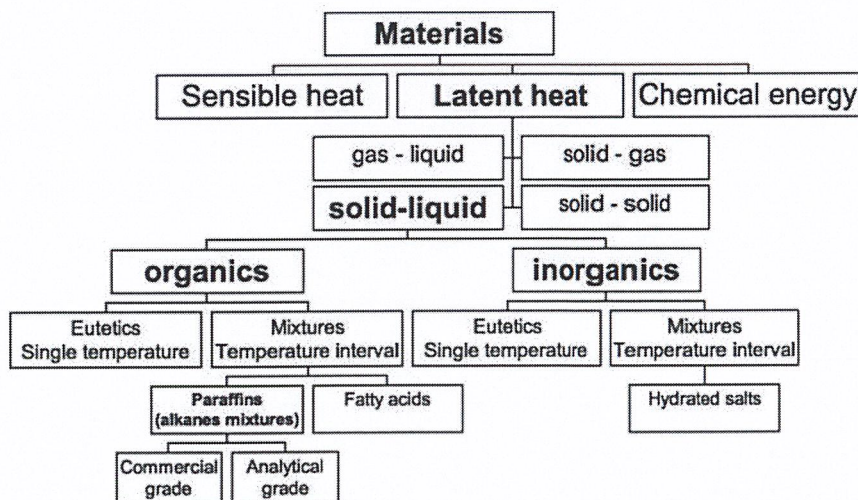 Materials
Sensible heat
Latent heat
Chemical energy
gas - liquid
solid - gas
solid-liquid
solid - solid
organics
inorganics
Eutetics
Single temperature
Mixtures
Temperature interval
Eutetics
Single temperature
Mixtures
Temperature interval
Paraffins
(alkanes mixtures)
Fatty acids
Hydrated salts
Commercial
grade
Analytical
grade